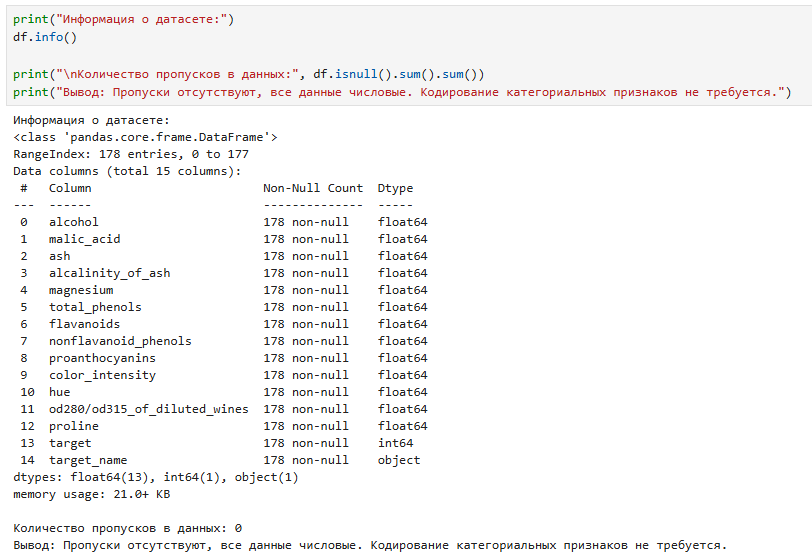 print("Информация о датасете:")
df.info()
print("\nКоличество пропусков в данных:", df.isnull().sum().sum())
print("Вывод: Пропуски отсутствуют, все данные числовые. Кодирование категориальных признаков не требуется.")
Информация о датасете:
<class 'pandas.core.frame.DataFrame'>
RangeIndex: 178 entries, 0 to 177
Data columns (total 15 columns):
 #   Column                        Non-Null Count  Dtype
---  ------                        --------------  -----
 0   alcohol                       178 non-null    float64
 1   malic_acid                    178 non-null    float64
 2   ash                           178 non-null    float64
 3   alcalinity_of_ash             178 non-null    float64
 4   magnesium                     178 non-null    float64
 5   total_phenols                 178 non-null    float64
 6   flavanoids                    178 non-null    float64
 7   nonflavanoid_phenols          178 non-null    float64
 8   proanthocyanins               178 non-null    float64
 9   color_intensity               178 non-null    float64
 10  hue                           178 non-null    float64
 11  od280/od315_of_diluted_wines  178 non-null    float64
 12  proline                       178 non-null    float64
 13  target                        178 non-null    int64
 14  target_name                   178 non-null    object
dtypes: float64(13), int64(1), object(1)
memory usage: 21.0+ KB
Количество пропусков в данных: 0
Вывод: Пропуски отсутствуют, все данные числовые. Кодирование категориальных признаков не требуется.